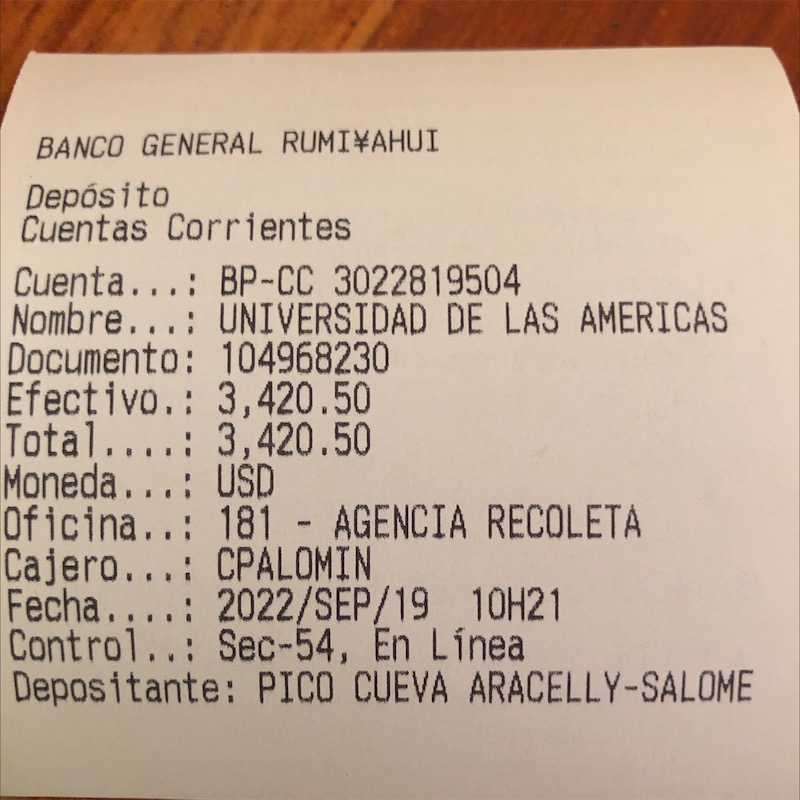 BANCO GENERAL RUMI¥AHUI
Depósito
Cuentas Corrientes
Cuenta...: BP-CC 3022819504
Nombre...: UNIVERSIDAD DE LAS AMERICAS
Documento: 104968230
Efectivo.: 3,420.50
Total....: 3,420.50
Moneda...: USD
Oficina..: 181 - AGENCIA RECOLETA
Cajero...: CPALOMIN
Fecha....: 2022/SEP/19 10H21
Control..: Sec-54, En Línea
Depositante: PICO CUEVA ARACELLY-SALOME